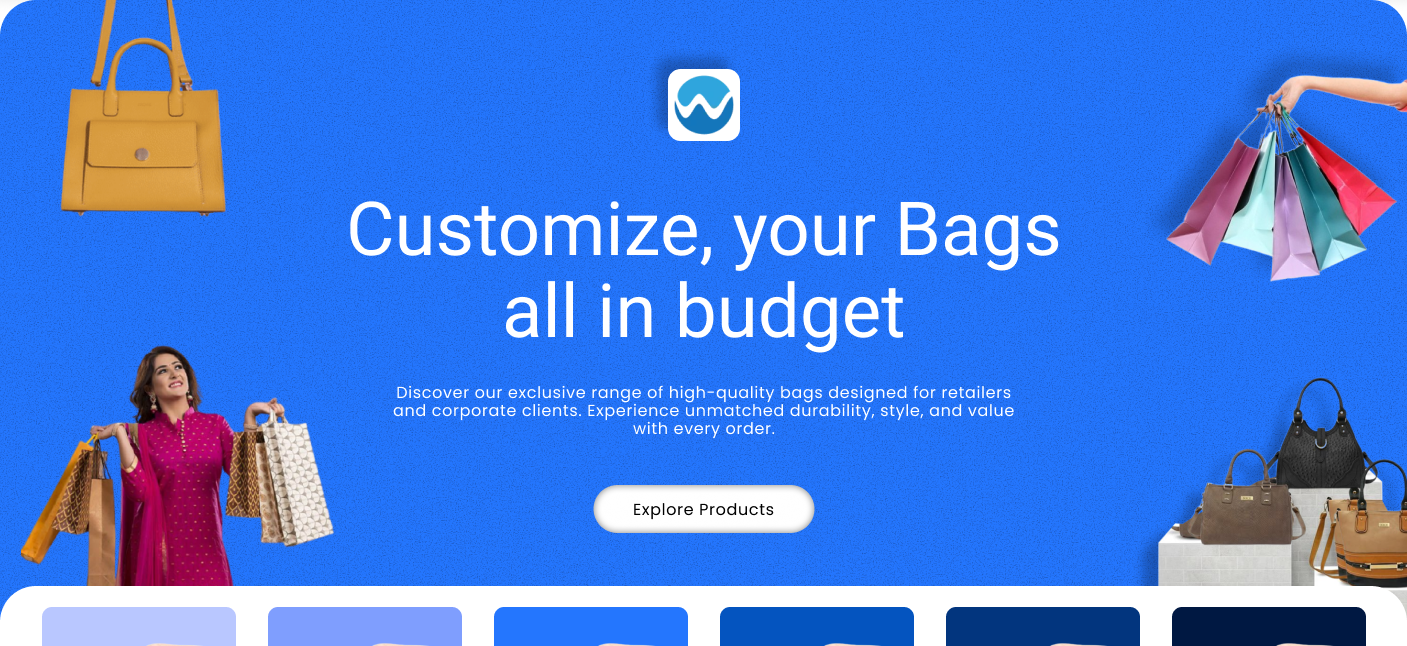 Customize, your Bags
all in budget
Discover our exclusive range of high-quality bags designed for retailers
and corporate clients. Experience unmatched durability, style, and value
with every order.
Explore Products